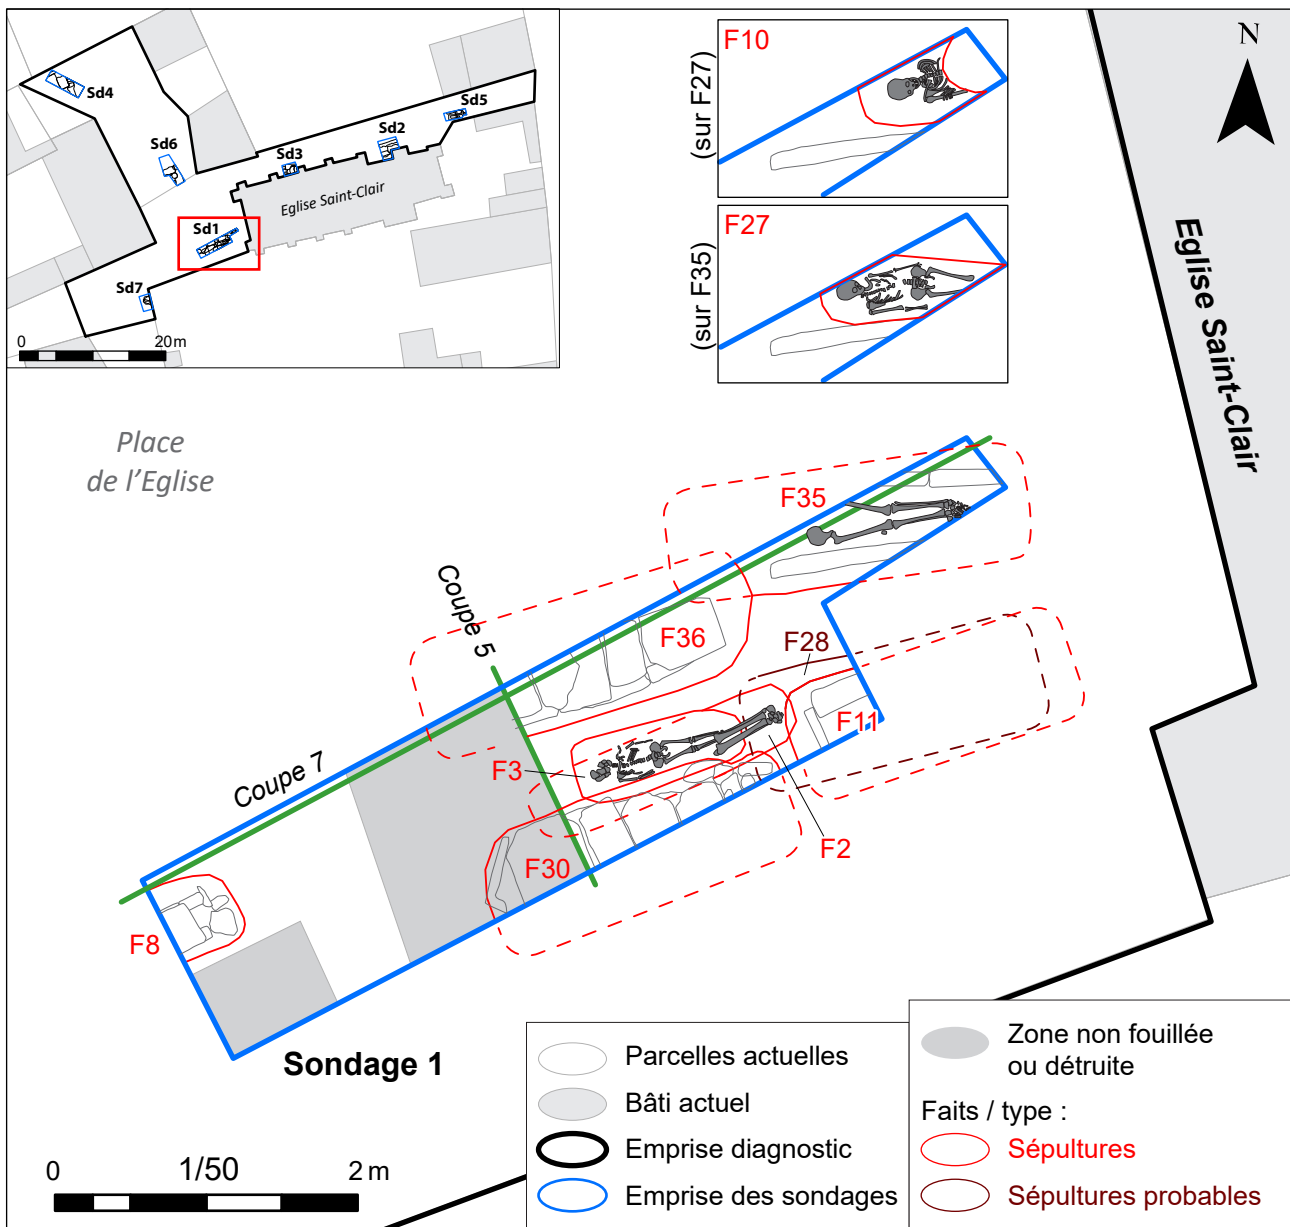 Sd4
Sd5
Sd2
Sd6
Sd3
Eglise Saint-Clair
Sd1
Sd7
0
20 m
F10
(sur F27)
F27
(sur F35)
N
Eglise Saint-Clair
Place
de l'Eglise
F35
Coupe 5
F36
F28
F11
F3
Coupe 7
F2
F30
F8
Sondage 1
0
1/50
2 m
Parcelles actuelles
Bâti actuel
Emprise diagnostic
Emprise des sondages
Zone non fouillée
ou détruite
Faits / type :
Sépultures
Sépultures probables